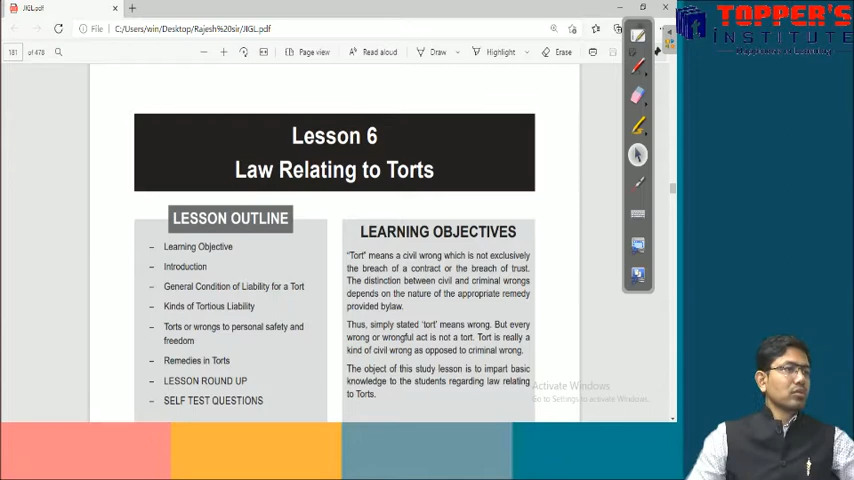 JIGL.pdf
File
C:/Users/win/Desktop/Rajesh%20sir/JIGL.pdf
181
of 478
Page view
Read aloud
Draw
Highlight
Erase
TOPPER'S
INSTITUTE
Lesson 6
Law Relating to Torts
LESSON OUTLINE
– Learning Objective
– Introduction
– General Condition of Liability for a Tort
– Kinds of Tortious Liability
– Torts or wrongs to personal safety and
freedom
– Remedies in Torts
– LESSON ROUND UP
– SELF TEST QUESTIONS
LEARNING OBJECTIVES
“Tort” means a civil wrong which is not exclusively
the breach of a contract or the breach of trust.
The distinction between civil and criminal wrongs
depends on the nature of the appropriate remedy
provided bylaw.
Thus, simply stated ‘tort’ means wrong. But every
wrong or wrongful act is not a tort. Tort is really a
kind of civil wrong as opposed to criminal wrong.
The object of this study lesson is to impart basic
knowledge to the students regarding law relating
to Torts.
Activate Windows
Go to Settings to activate Windows.